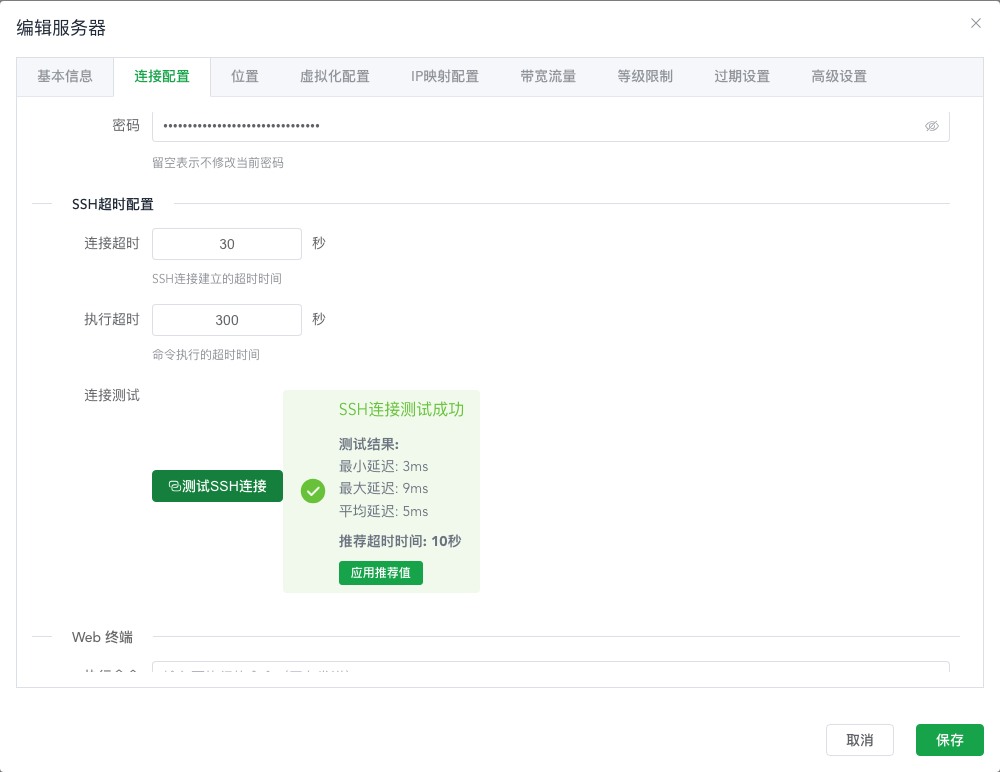 编辑服务器
基本信息 连接配置 位置 虚拟化配置 IP映射配置 带宽流量 等级限制 过期设置 高级设置
密码 ••••••••••••••••••••••••••••••••
留空表示不修改当前密码
SSH超时配置
连接超时 30 秒
SSH连接建立的超时时间
执行超时 300 秒
命令执行的超时时间
连接测试
SSH连接测试成功
测试结果:
最小延迟: 3ms
测试SSH连接
最大延迟: 9ms
平均延迟: 5ms
推荐超时时间: 10秒
应用推荐值
Web 终端
取消 保存